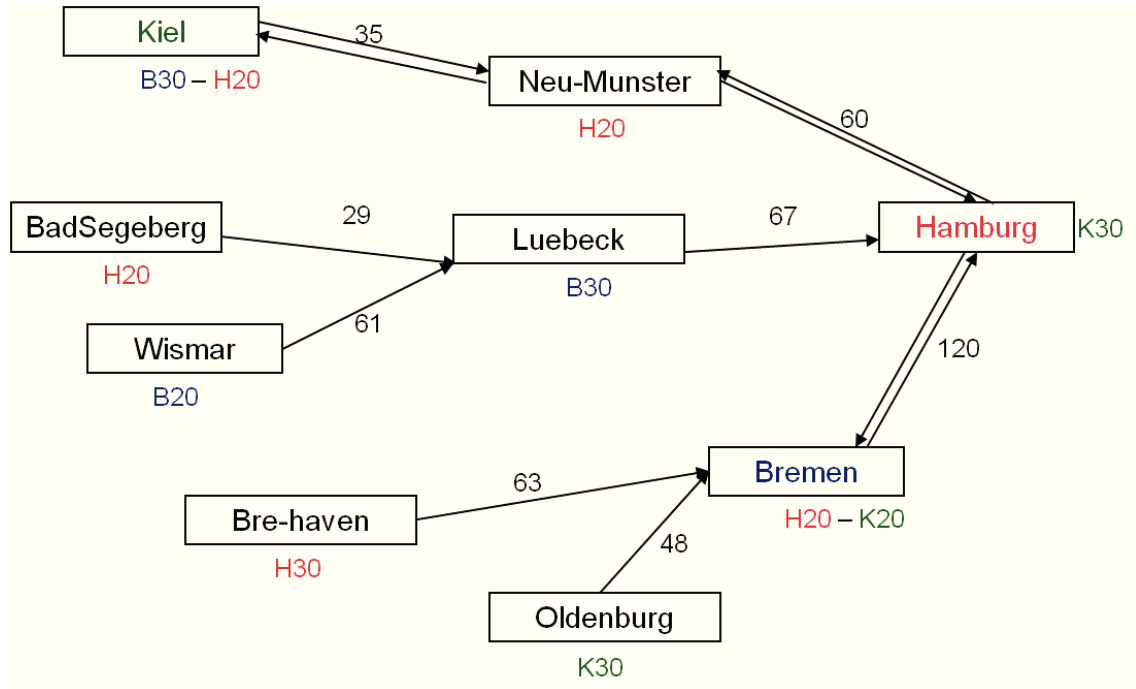 Kiel
35
B30 – H20
Neu-Munster
H20
60
BadSegeberg
H20
29
Luebeck
B30
67
Hamburg
K30
Wismar
B20
61
120
Bremen
H20 – K20
63
Bre-haven
H30
48
Oldenburg
K30